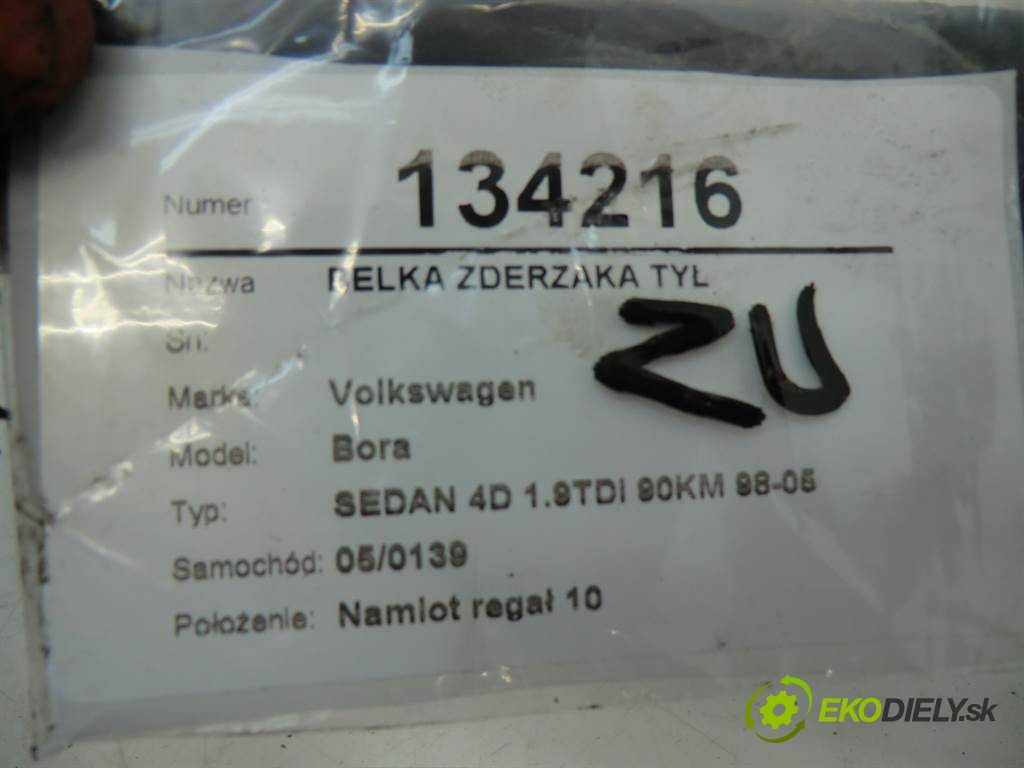 Numer 134216
Nazwa BELKA ZDERZAKA TYŁ
Sn:
ZU
Marka: Volkswagen
Model: Bora
Typ: SEDAN 4D 1.9TDI 90KM 98-05
Samochód: 05/0139
Położenie: Namiot regał 10
EKODIELY.sk